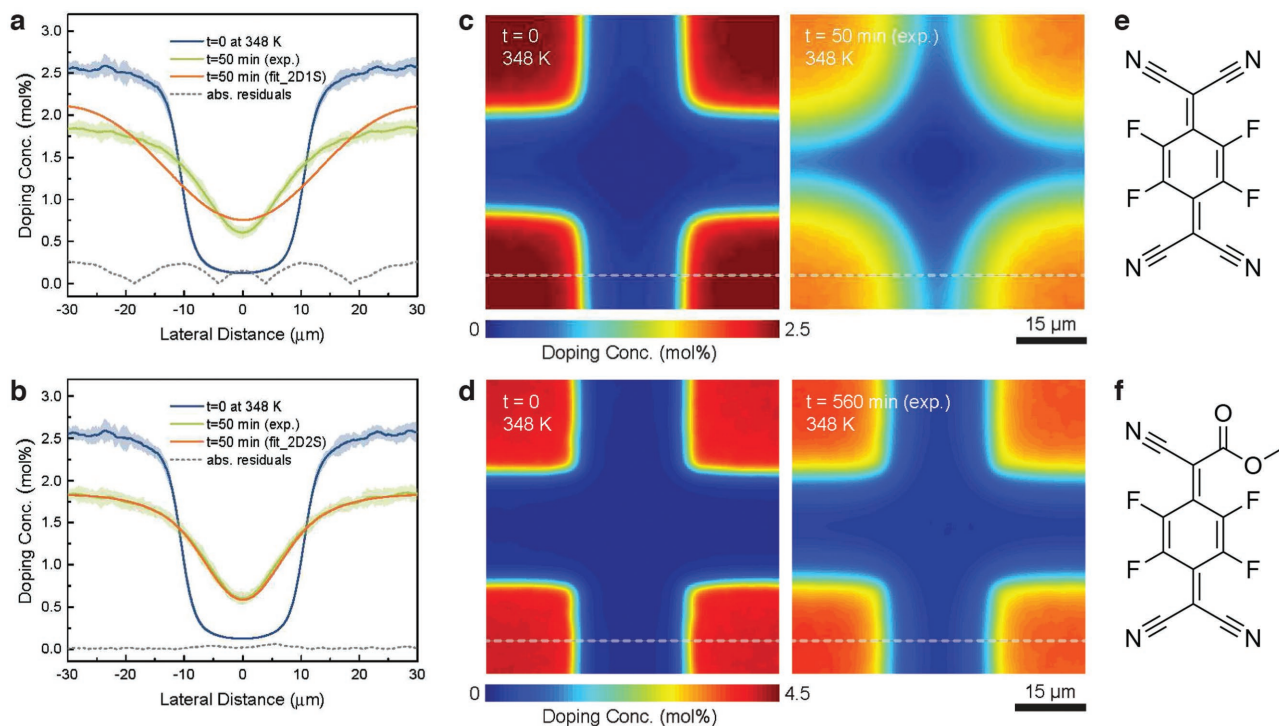 a
t=0 at 348 K
t=50 min (exp.)
t=50 min (fit_2D1S)
abs. residuals
Doping Conc. (mol%)
3.0
2.5
2.0
1.5
1.0
0.5
0.0
-30 -20 -10 0 10 20 30
Lateral Distance (μm)
c
t = 0
348 K
t = 50 min (exp.)
348 K
0 2.5
Doping Conc. (mol%)
15 μm
e
N N
F F
F F
N N
b
t=0 at 348 K
t=50 min (exp.)
t=50 min (fit_2D2S)
abs. residuals
Doping Conc. (mol%)
3.0
2.5
2.0
1.5
1.0
0.5
0.0
-30 -20 -10 0 10 20 30
Lateral Distance (μm)
d
t = 0
348 K
t = 560 min (exp.)
348 K
0 4.5
Doping Conc. (mol%)
15 μm
f
O
N O
F F
F F
N N